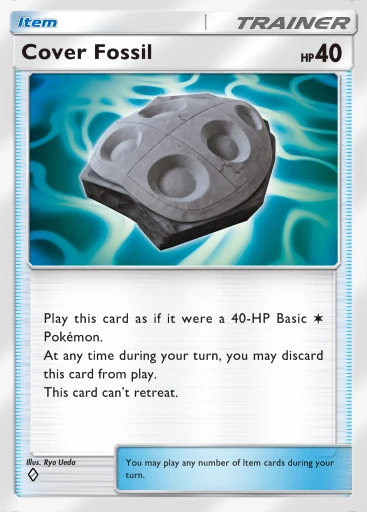 Item
TRAINER
Cover Fossil
HP40
Play this card as if it were a 40-HP Basic ✶
Pokémon.
At any time during your turn, you may discard
this card from play.
This card can't retreat.
Illus. Ryo Ueda
You may play any number of Item cards during your
turn.